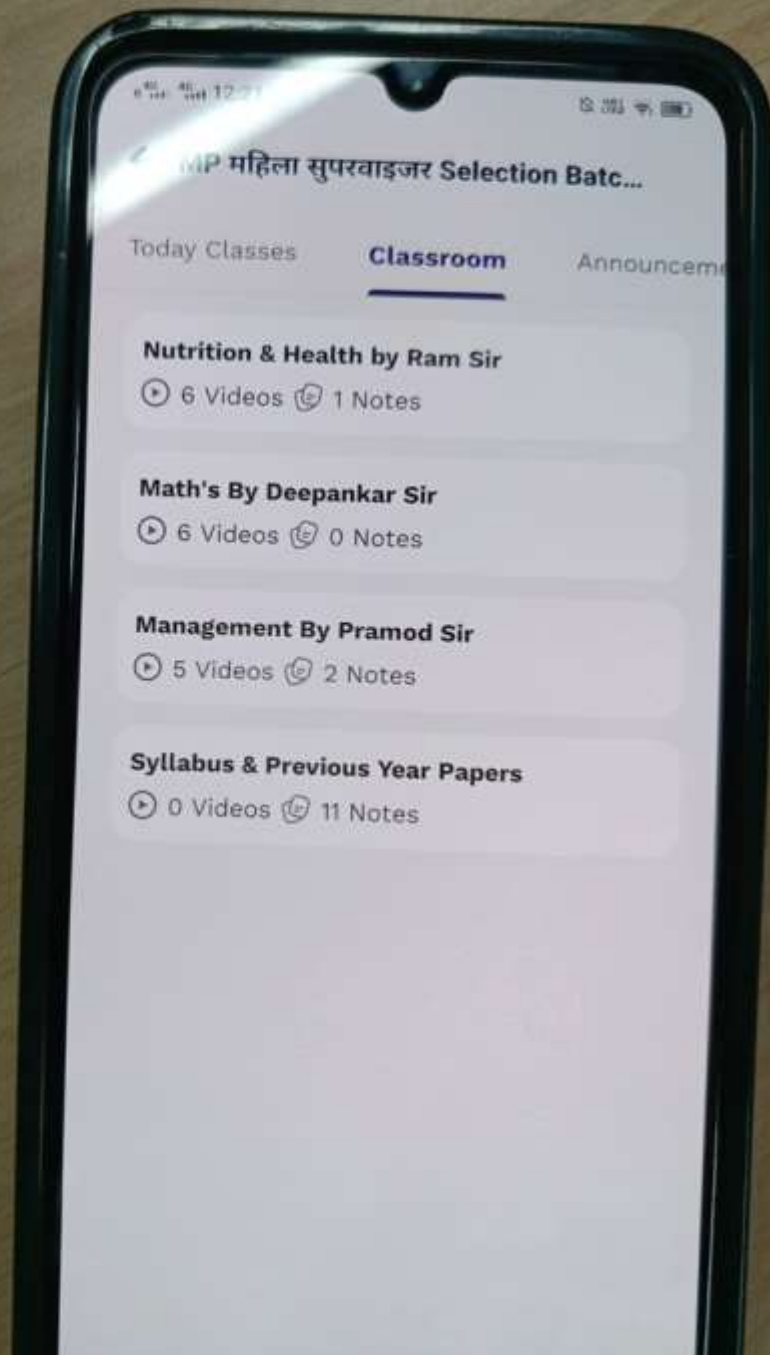 MP महिला सुपरवाइजर Selection Batc...
Today Classes Classroom Announceme
Nutrition & Health by Ram Sir
6 Videos 1 Notes
Math's By Deepankar Sir
6 Videos 0 Notes
Management By Pramod Sir
5 Videos 2 Notes
Syllabus & Previous Year Papers
0 Videos 11 Notes